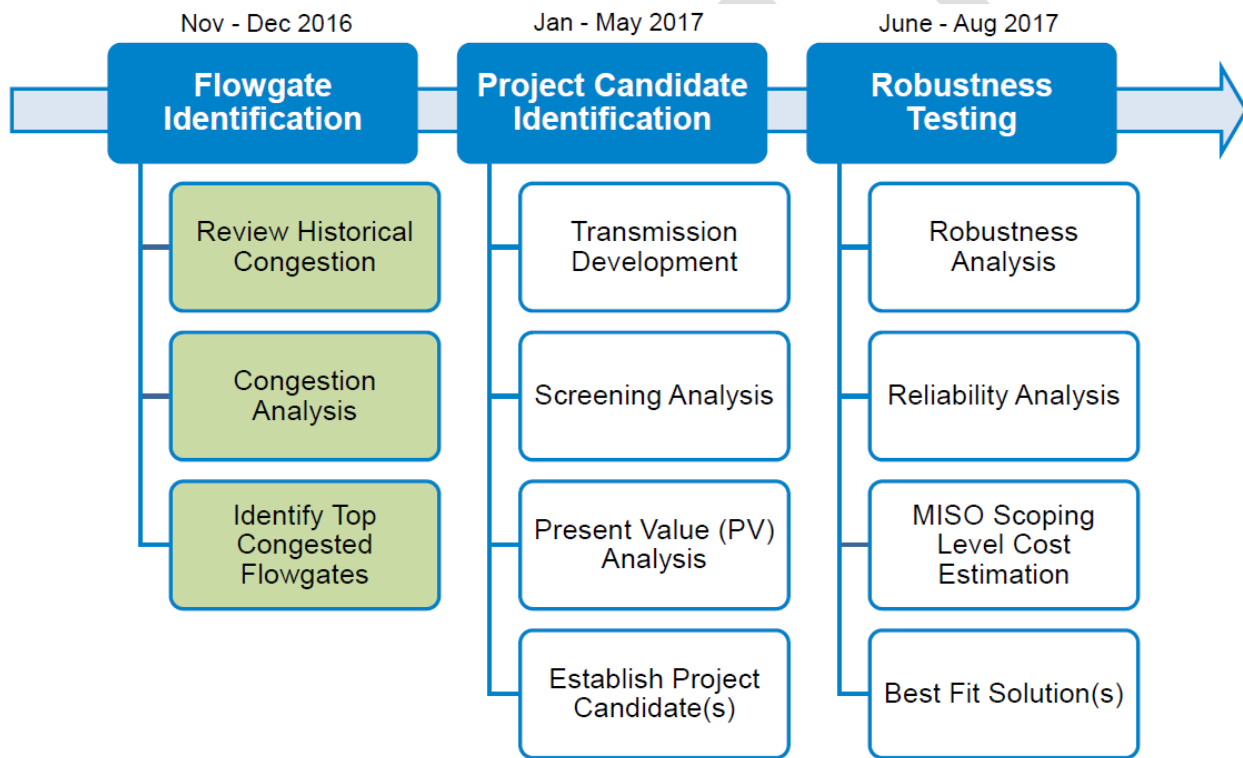 Nov - Dec 2016
Jan - May 2017
June - Aug 2017
Flowgate
Identification
Project Candidate
Identification
Robustness
Testing
Review Historical
Congestion
Congestion
Analysis
Identify Top
Congested
Flowgates
Transmission
Development
Screening Analysis
Present Value (PV)
Analysis
Establish Project
Candidate(s)
Robustness
Analysis
Reliability Analysis
MISO Scoping
Level Cost
Estimation
Best Fit Solution(s)